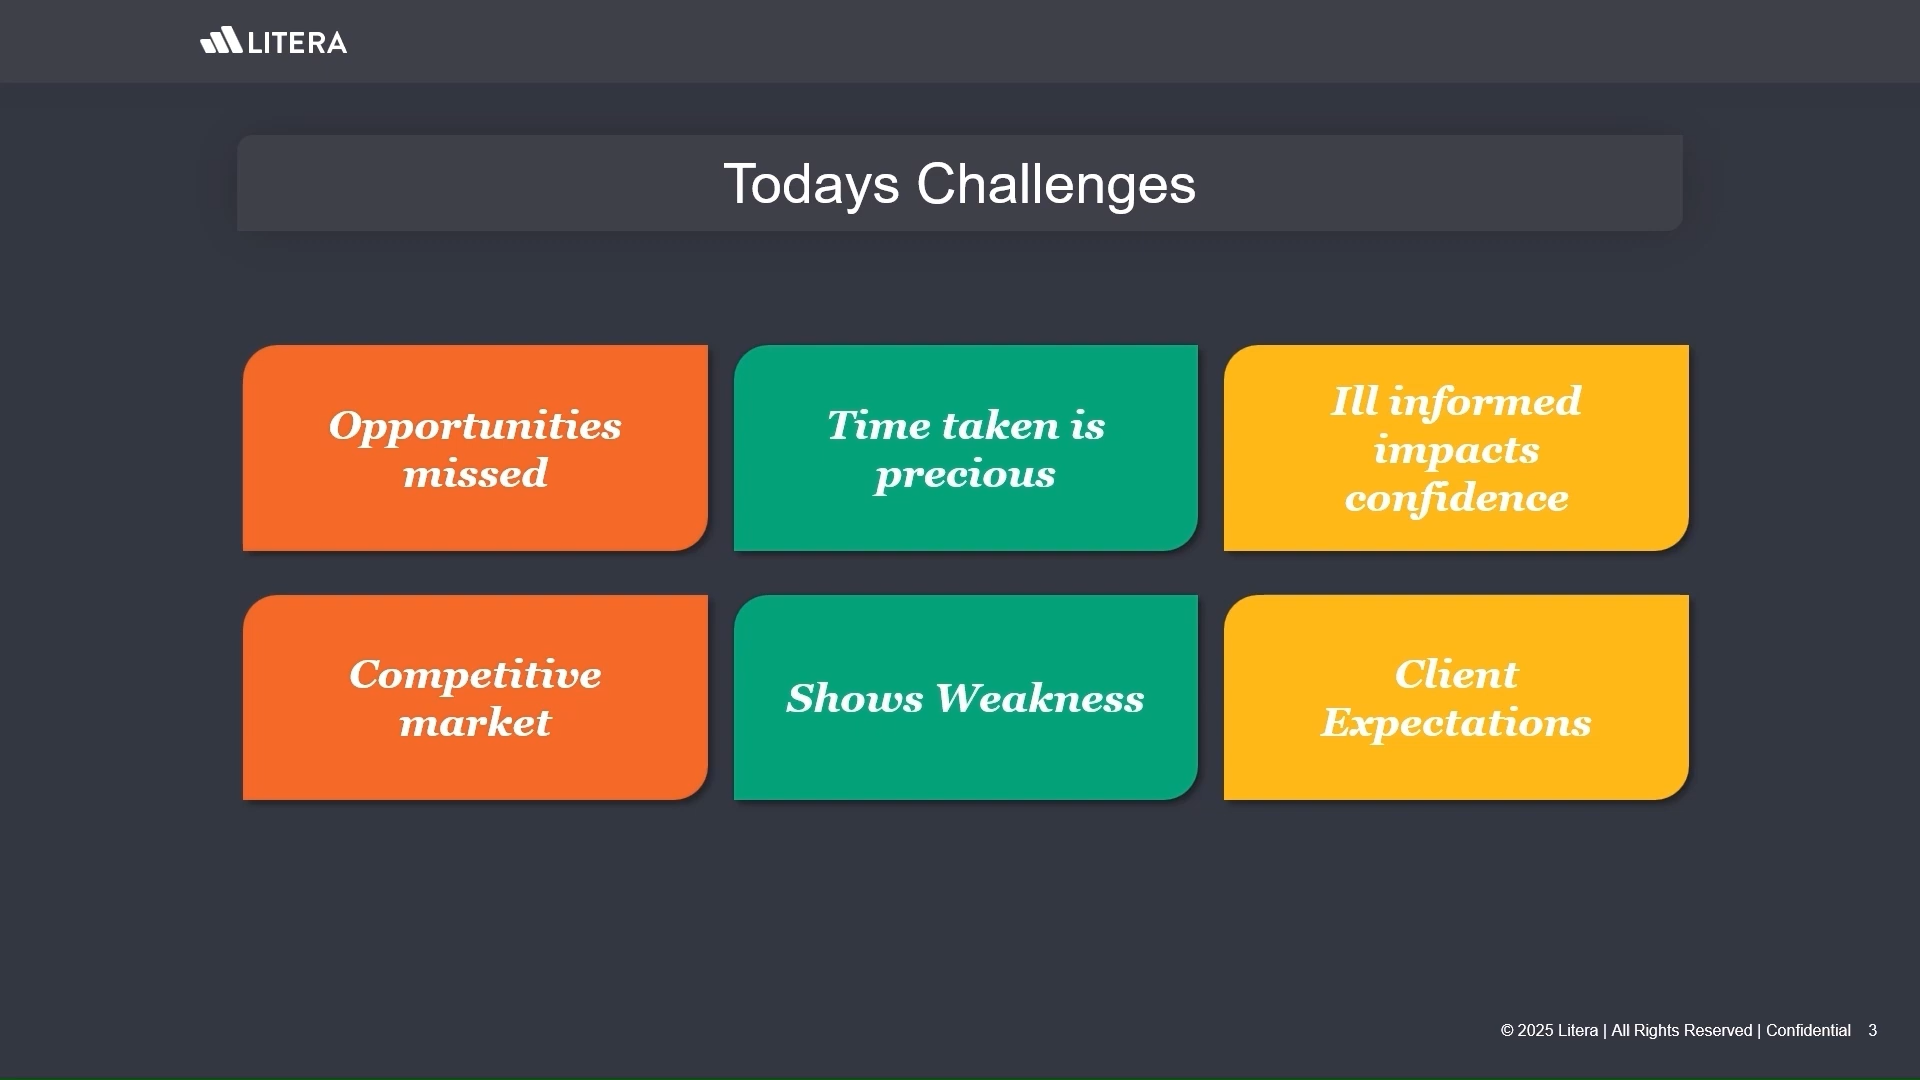 LITERA
Todays Challenges
Opportunities
missed
Time taken is
precious
Ill informed
impacts
confidence
Competitive
market
Shows Weakness
Client
Expectations
© 2025 Litera | All Rights Reserved | Confidential 3